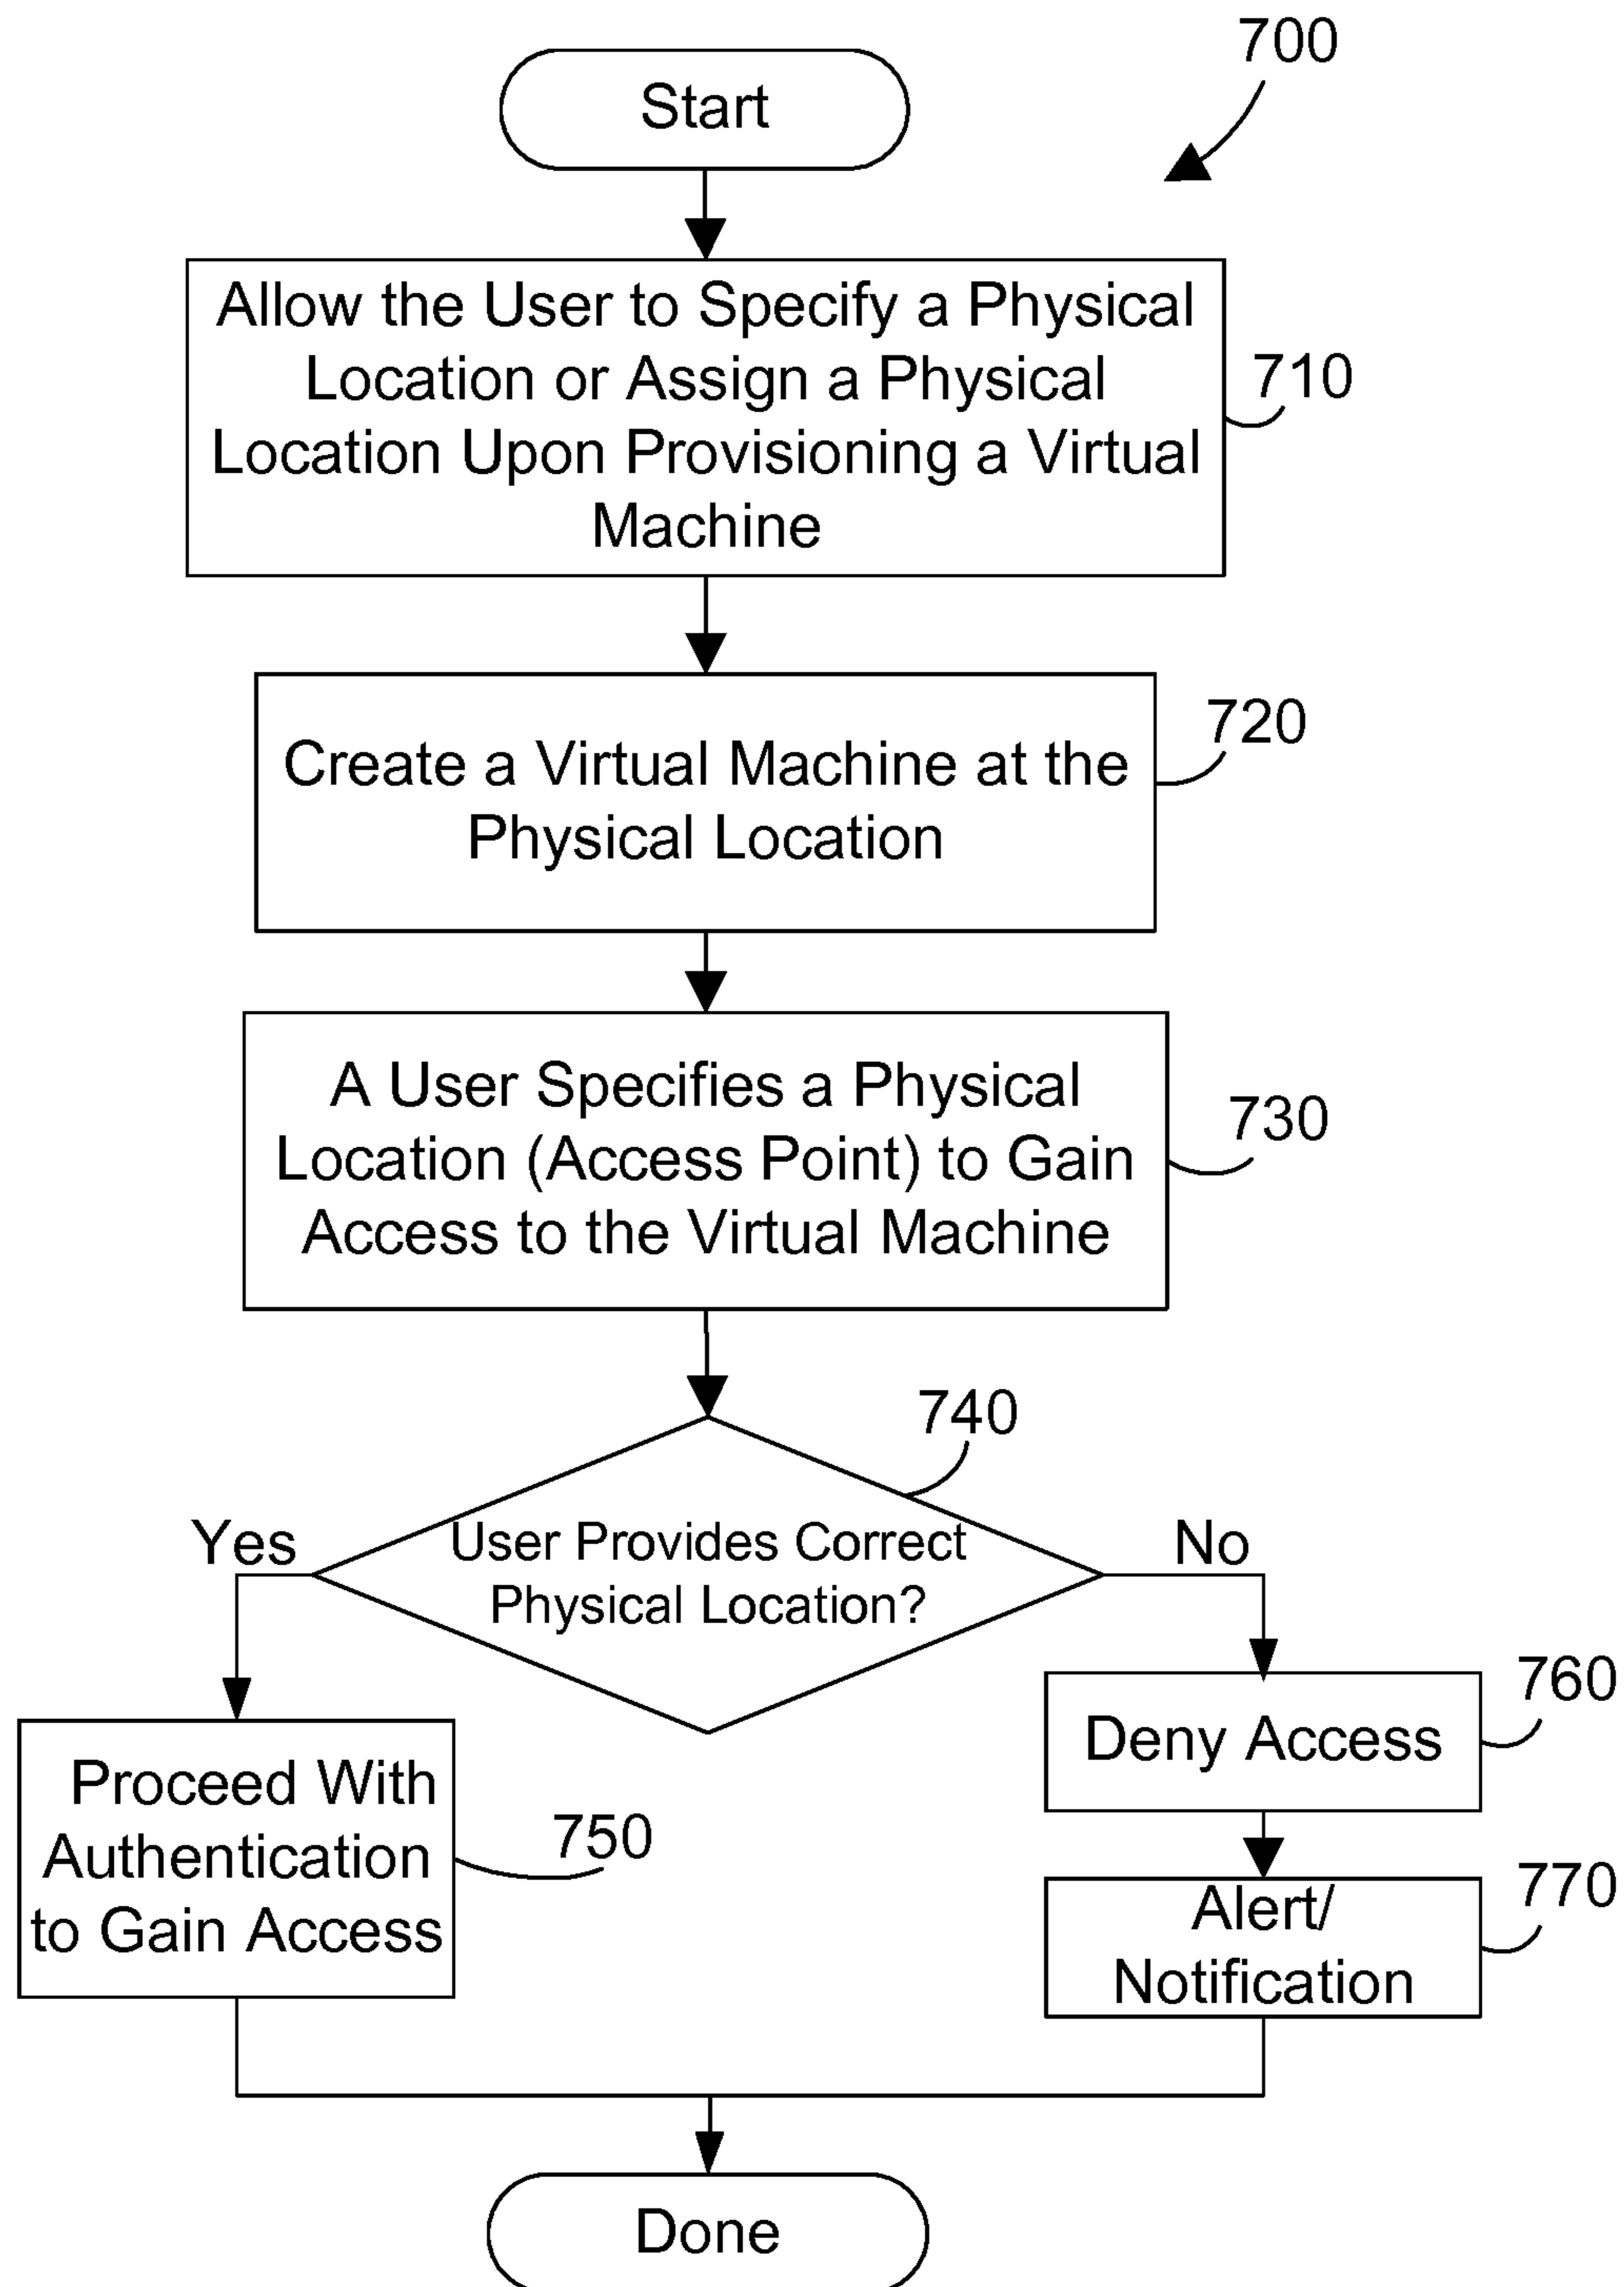 700
Start
Allow the User to Specify a Physical
Location or Assign a Physical
Location Upon Provisioning a Virtual
Machine
710
Create a Virtual Machine at the
Physical Location
720
A User Specifies a Physical
Location (Access Point) to Gain
Access to the Virtual Machine
730
740
User Provides Correct
Physical Location?
Yes
No
Proceed With
Authentication
to Gain Access
750
Deny Access
760
Alert/
Notification
770
Done